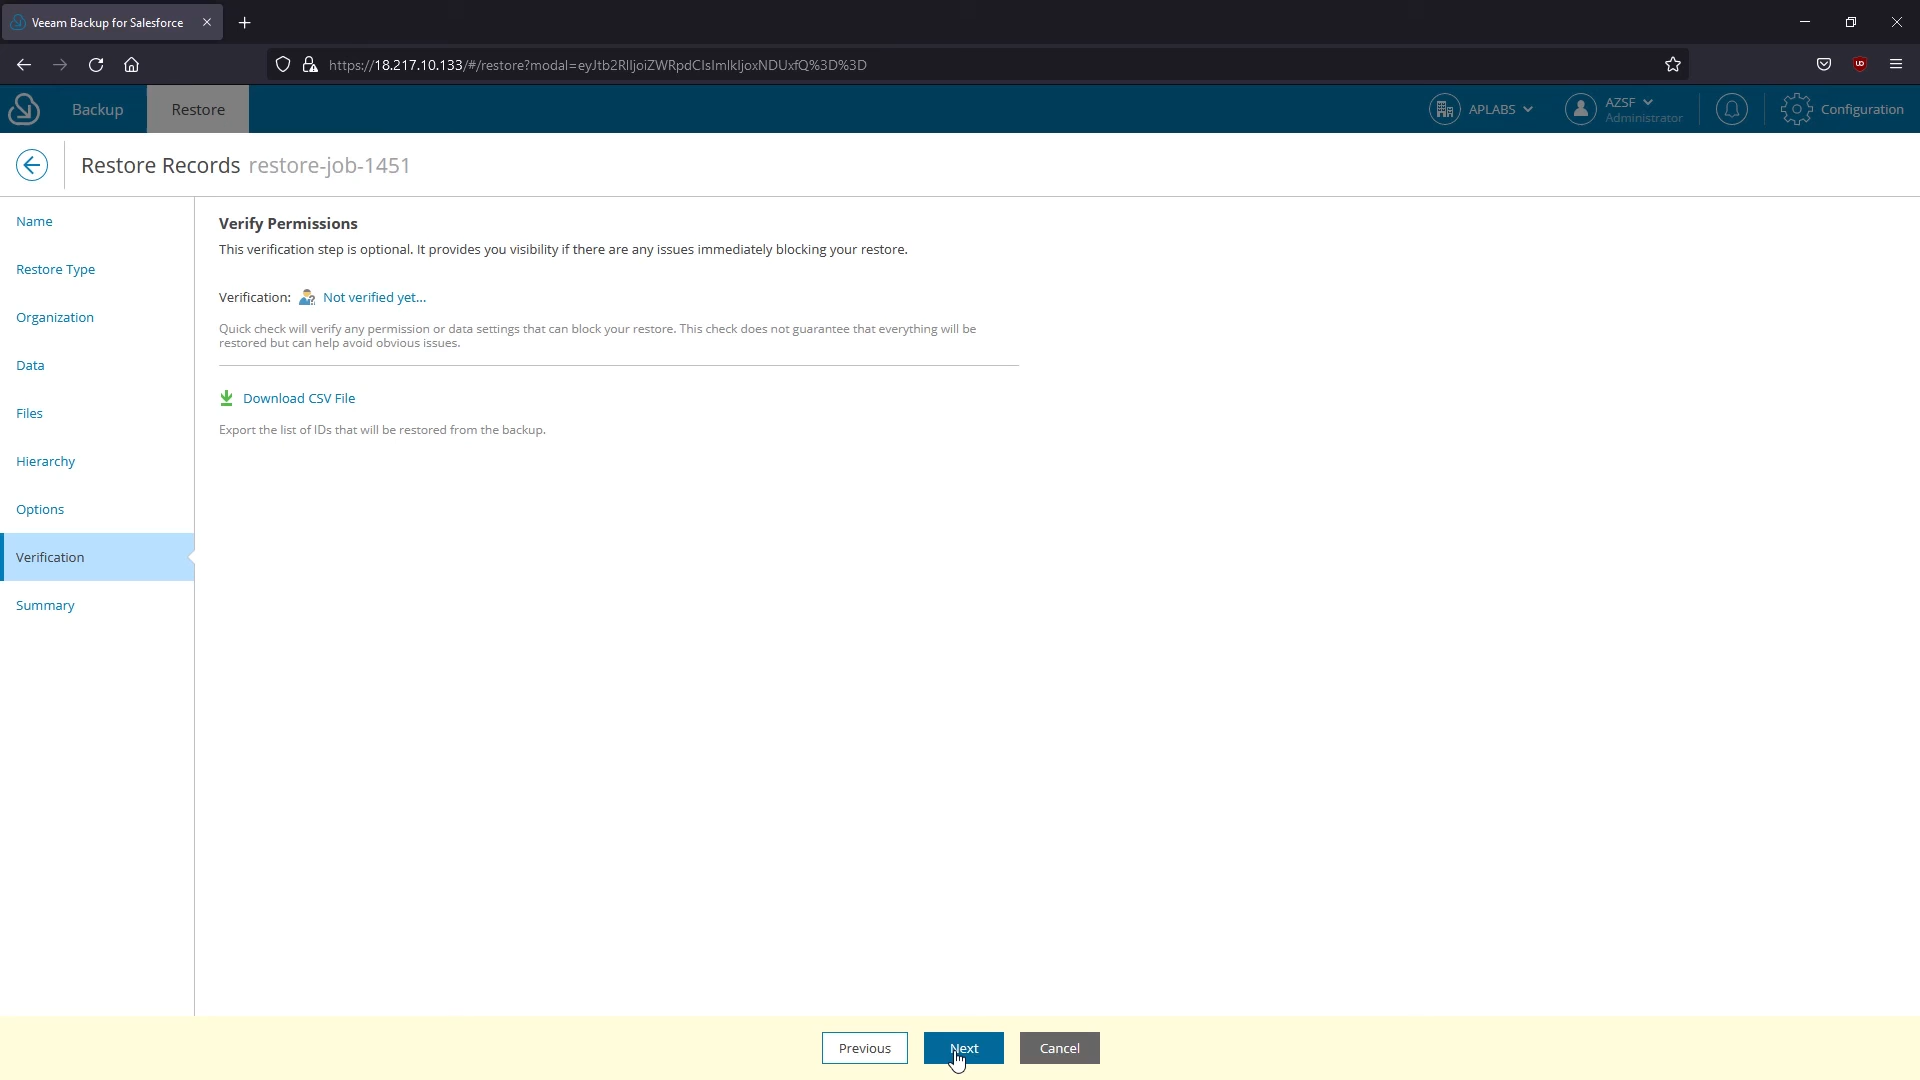 Veeam Backup for Salesforce
https://18.217.10.133/#/restore?modal=eyJtb2RlIjoiZWRpdCIsImlkIjoxNDUxfQ%3D%3D
Backup
Restore
APLABS
AZSF
Administrator
Configuration
Restore Records restore-job-1451
Name
Restore Type
Organization
Data
Files
Hierarchy
Options
Verification
Summary
Verify Permissions
This verification step is optional. It provides you visibility if there are any issues immediately blocking your restore.
Verification: Not verified yet...
Quick check will verify any permission or data settings that can block your restore. This check does not guarantee that everything will be
restored but can help avoid obvious issues.
Download CSV File
Export the list of IDs that will be restored from the backup.
Previous
Next
Cancel